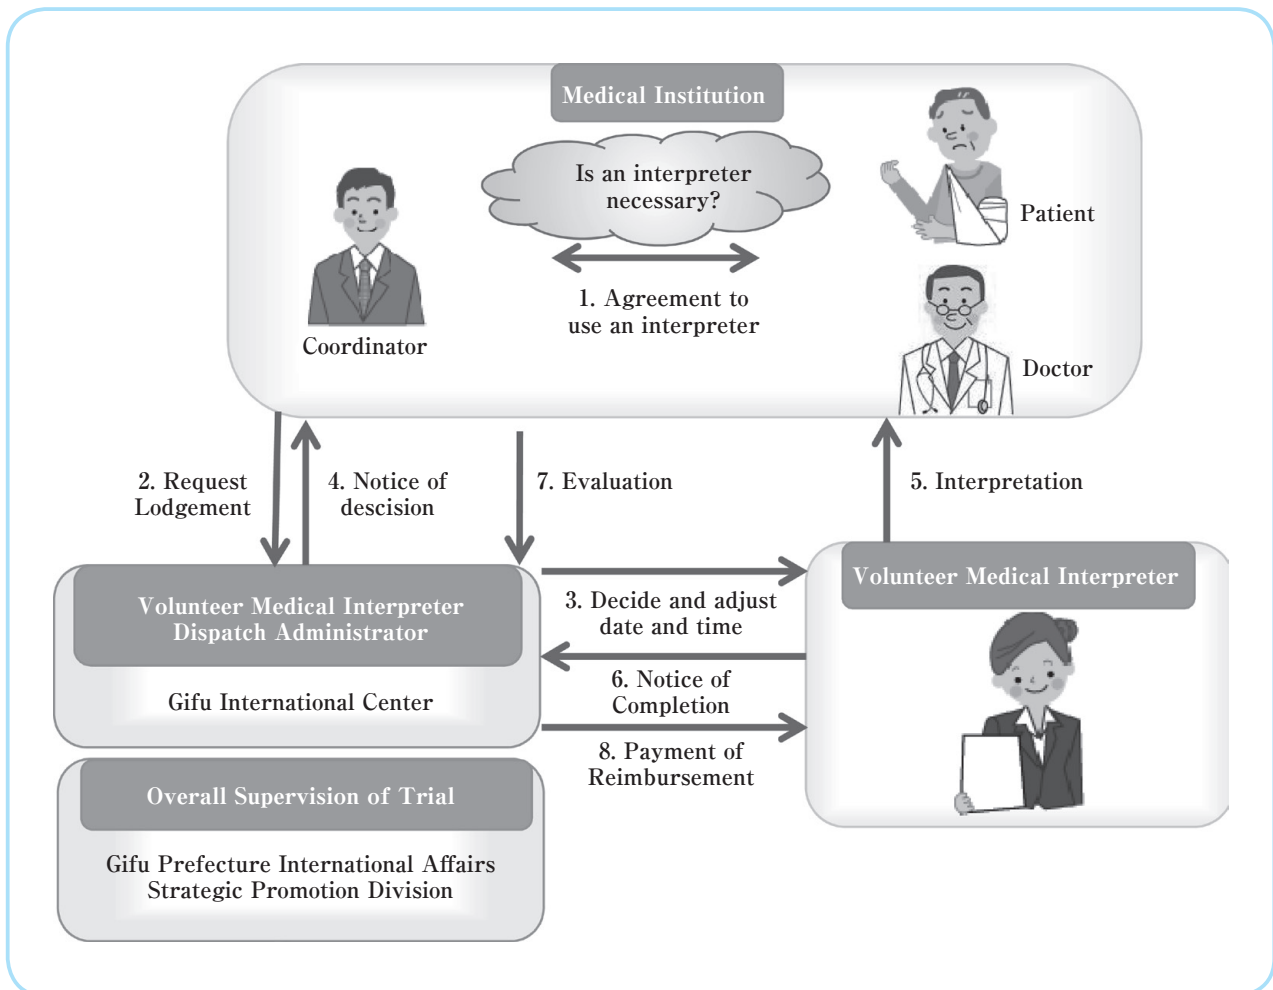 Medical Institution
Is an interpreter
necessary?
Patient
1. Agreement to
use an interpreter
Coordinator
Doctor
2. Request
Lodgement
4. Notice of
descision
7. Evaluation
5. Interpretation
Volunteer Medical Interpreter
Dispatch Administrator
Gifu International Center
3. Decide and adjust
date and time
6. Notice of
Completion
8. Payment of
Reimbursement
Volunteer Medical Interpreter
Overall Supervision of Trial
Gifu Prefecture International Affairs
Strategic Promotion Division